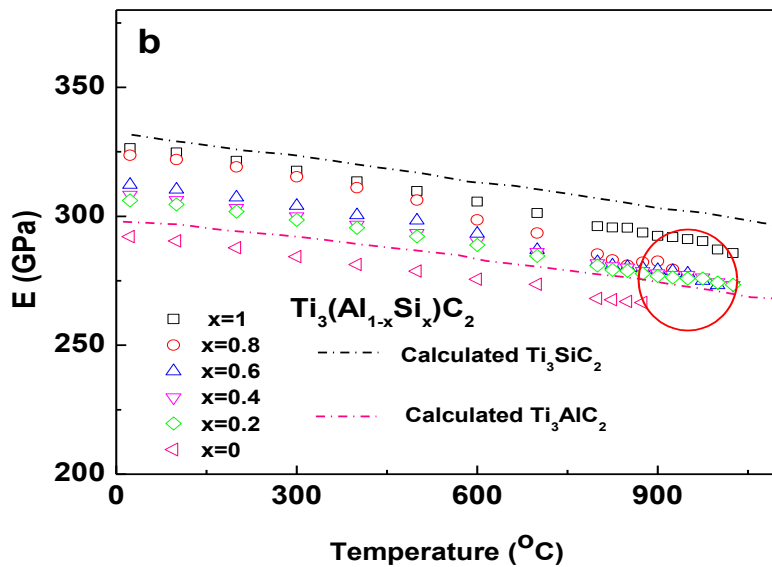 b
350
300
250
200
E (GPa)
Ti₃(Al₁₋ₓSiₓ)C₂
x=1
x=0.8
x=0.6
x=0.4
x=0.2
x=0
Calculated Ti₃SiC₂
Calculated Ti₃AlC₂
0 300 600 900
Temperature (⁰C)